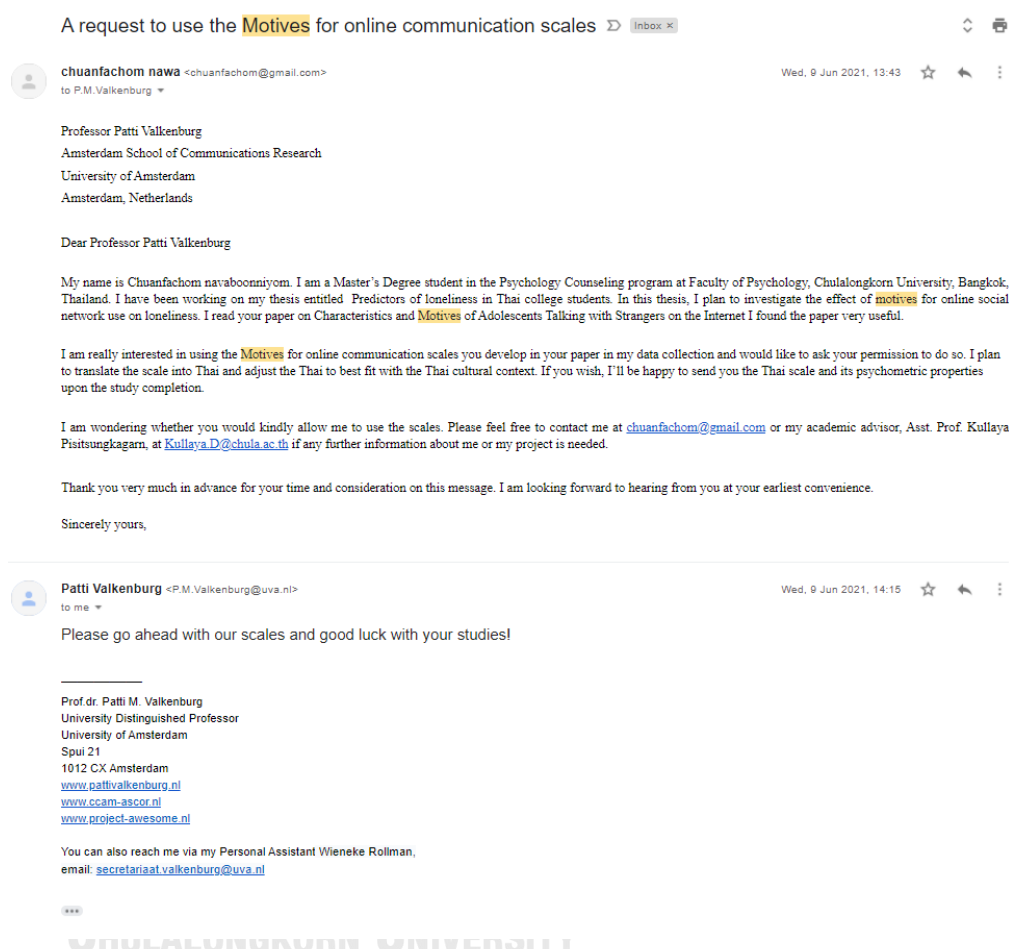 A request to use the Motives for online communication scales Inbox ×
chuanfachom nawa <chuanfachom@gmail.com> Wed, 9 Jun 2021, 13:43
to P.M.Valkenburg
Professor Patti Valkenburg
Amsterdam School of Communications Research
University of Amsterdam
Amsterdam, Netherlands
Dear Professor Patti Valkenburg
My name is Chuanfachom navaboonniyom. I am a Master's Degree student in the Psychology Counseling program at Faculty of Psychology, Chulalongkorn University, Bangkok,
Thailand. I have been working on my thesis entitled Predictors of loneliness in Thai college students. In this thesis, I plan to investigate the effect of motives for online social
network use on loneliness. I read your paper on Characteristics and Motives of Adolescents Talking with Strangers on the Internet I found the paper very useful.
I am really interested in using the Motives for online communication scales you develop in your paper in my data collection and would like to ask your permission to do so. I plan
to translate the scale into Thai and adjust the Thai to best fit with the Thai cultural context. If you wish, I'll be happy to send you the Thai scale and its psychometric properties
upon the study completion.
I am wondering whether you would kindly allow me to use the scales. Please feel free to contact me at chuanfachom@gmail.com or my academic advisor, Asst. Prof. Kullaya
Pisitsungkagarn, at Kullaya.D@chula.ac.th if any further information about me or my project is needed.
Thank you very much in advance for your time and consideration on this message. I am looking forward to hearing from you at your earliest convenience.
Sincerely yours,
Patti Valkenburg <P.M.Valkenburg@uva.nl> Wed, 9 Jun 2021, 14:15
to me
Please go ahead with our scales and good luck with your studies!
Prof.dr. Patti M. Valkenburg
University Distinguished Professor
University of Amsterdam
Spui 21
1012 CX Amsterdam
www.pattivalkenburg.nl
www.ccam-ascor.nl
www.project-awesome.nl
You can also reach me via my Personal Assistant Wieneke Rollman,
email: secretariaat.valkenburg@uva.nl
CHULALONGKORN UNIVERSITY